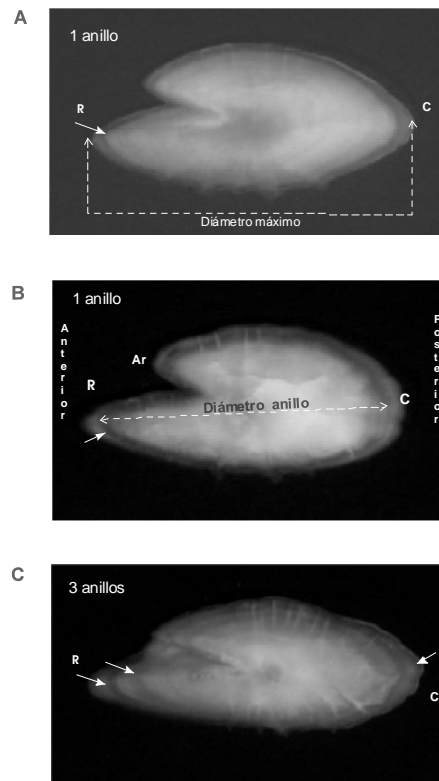 A
1 anillo
R
C
Diámetro máximo
B
1 anillo
Anterior
Posterior
Ar
R
Diámetro anillo
C
C
3 anillos
R
C